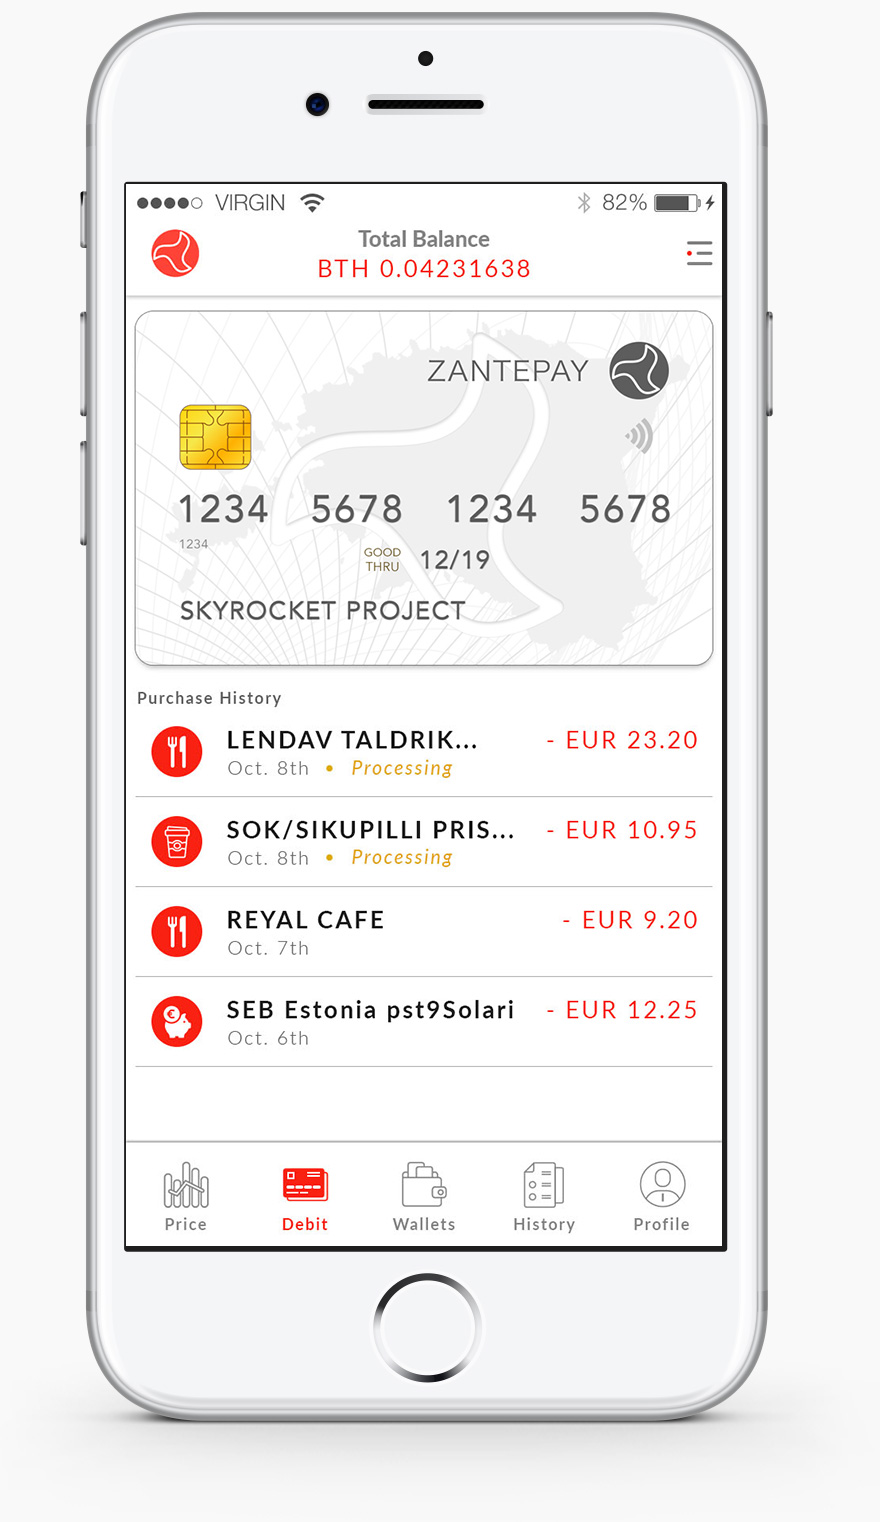 VIRGIN 82%
Total Balance
BTH 0.04231638
ZANTEPAY
1234 5678 1234 5678
1234
GOOD
THRU 12/19
SKYROCKET PROJECT
Purchase History
LENDAV TALDRIK... - EUR 23.20
Oct. 8th • Processing
SOK/SIKUPILLI PRIS... - EUR 10.95
Oct. 8th • Processing
REYAL CAFE - EUR 9.20
Oct. 7th
SEB Estonia pst9Solari - EUR 12.25
Oct. 6th
Price Debit Wallets History Profile